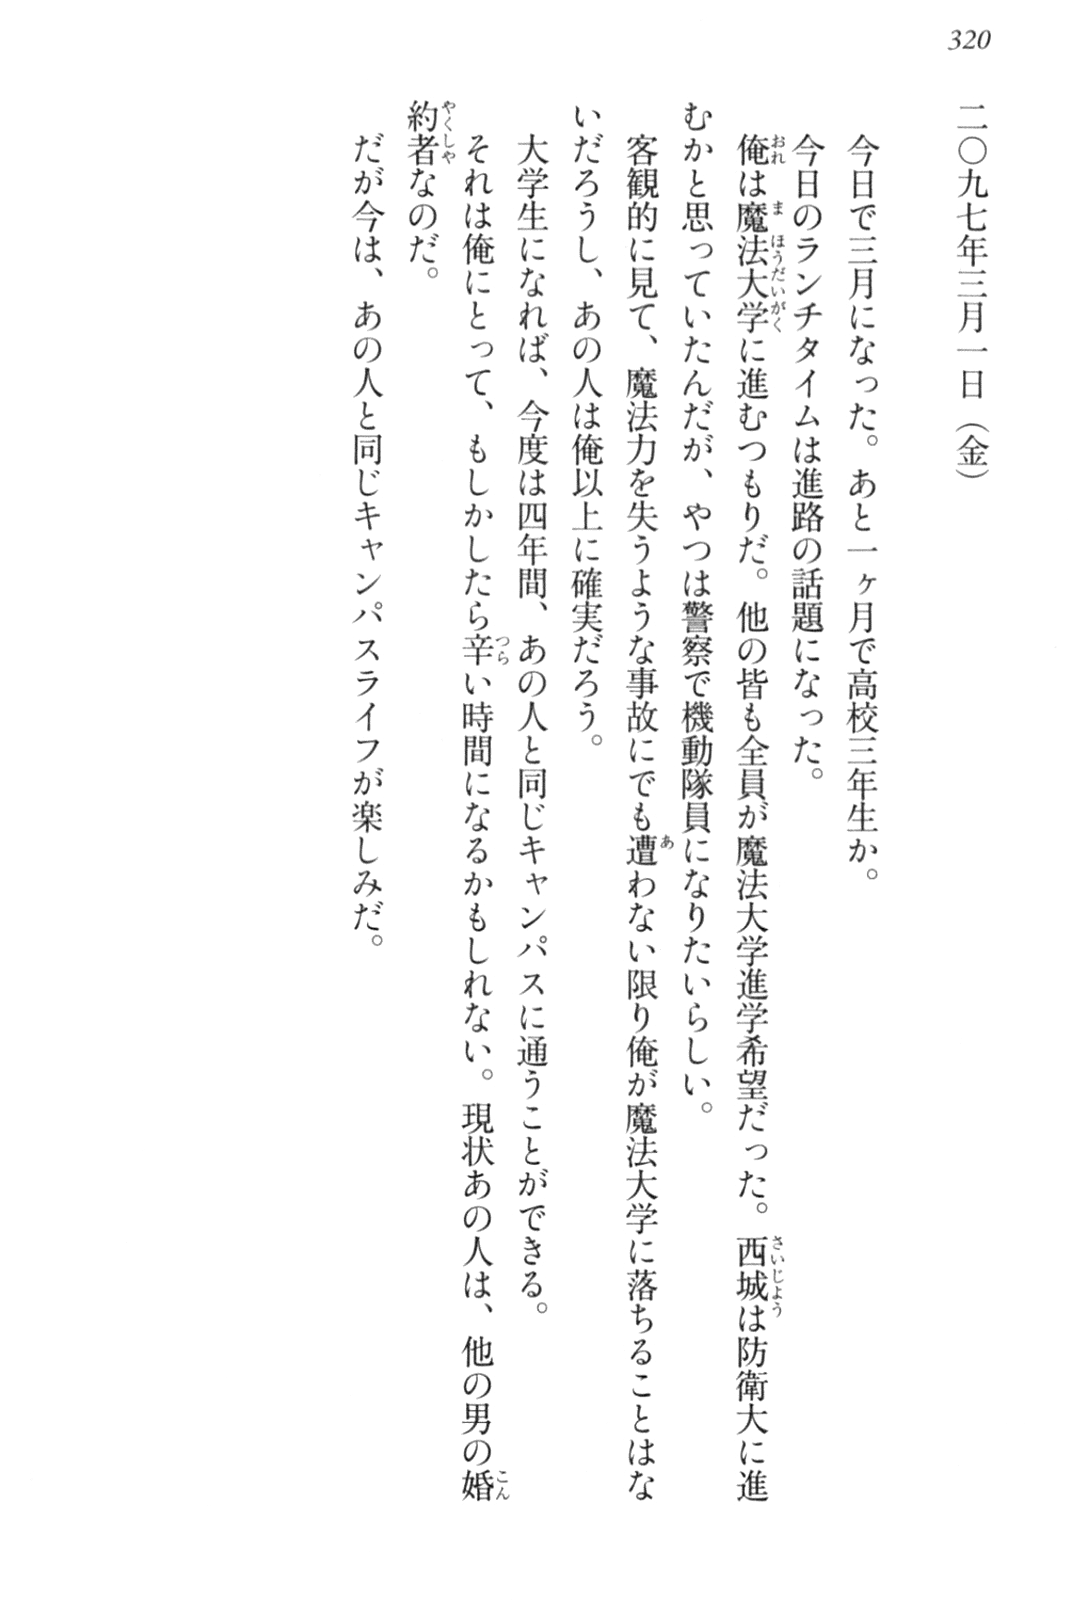 320
二〇九七年三月一日（金）
今日で三月になった。あと一ヶ月で高校三年生か。
今日のランチタイムは進路の話題になった。
俺は魔法大学に進むつもりだ。他の皆も全員が魔法大学進学希望だった。西城は防衛大に進
むかと思っていたんだが、やつは警察で機動隊員になりたいらしい。
客観的に見て、魔法力を失うような事故にでも遭わない限り俺が魔法大学に落ちることはな
いだろうし、あの人は俺以上に確実だろう。
大学生になれば、今度は四年間、あの人と同じキャンパスに通うことができる。
それは俺にとって、もしかしたら辛い時間になるかもしれない。現状あの人は、他の男の婚
約者なのだ。
だが今は、あの人と同じキャンパスライフが楽しみだ。